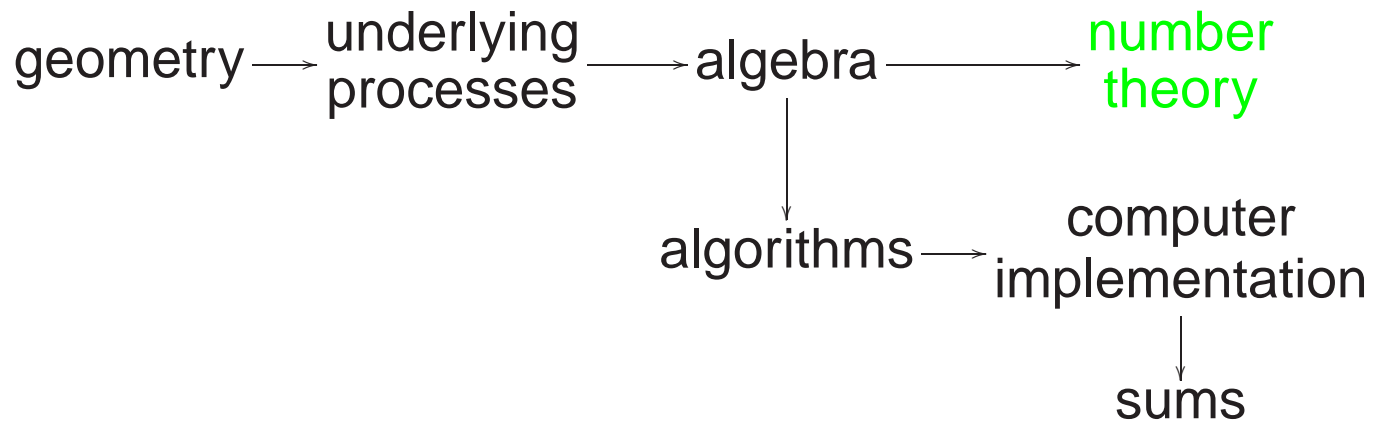 geometry
underlying
processes
algebra
number
theory
algorithms
computer
implementation
sums